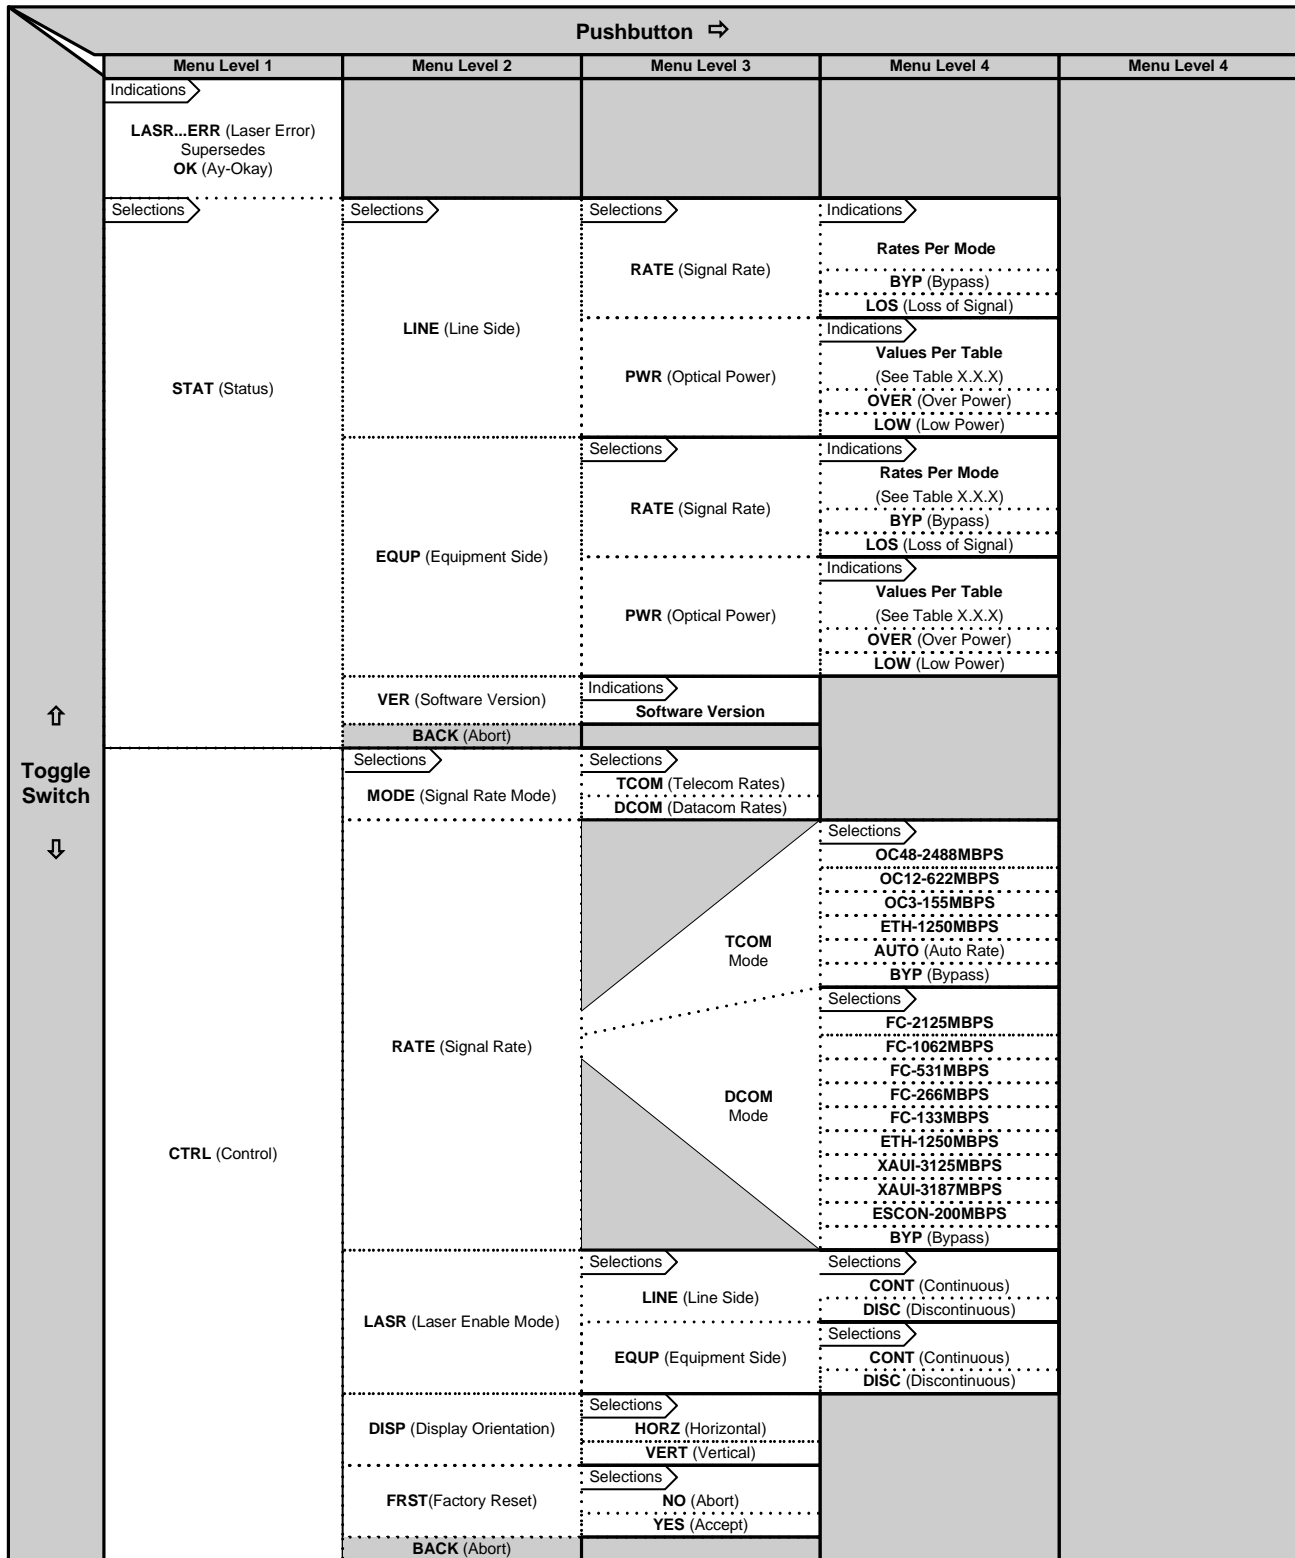 Pushbutton ⇨
Menu Level 1
Menu Level 2
Menu Level 3
Menu Level 4
Menu Level 4
Indications
LASR...ERR (Laser Error)
Supersedes
OK (Ay-Okay)
Selections
STAT (Status)
Selections
LINE (Line Side)
Selections
RATE (Signal Rate)
Indications
Rates Per Mode
BYP (Bypass)
LOS (Loss of Signal)
PWR (Optical Power)
Indications
Values Per Table
(See Table X.X.X)
OVER (Over Power)
LOW (Low Power)
EQUP (Equipment Side)
Selections
RATE (Signal Rate)
Indications
Rates Per Mode
(See Table X.X.X)
BYP (Bypass)
LOS (Loss of Signal)
PWR (Optical Power)
Indications
Values Per Table
(See Table X.X.X)
OVER (Over Power)
LOW (Low Power)
VER (Software Version)
Indications
Software Version
BACK (Abort)
⇧
Toggle
Switch
⇩
CTRL (Control)
Selections
MODE (Signal Rate Mode)
Selections
TCOM (Telecom Rates)
DCOM (Datacom Rates)
RATE (Signal Rate)
TCOM
Mode
Selections
OC48-2488MBPS
OC12-622MBPS
OC3-155MBPS
ETH-1250MBPS
AUTO (Auto Rate)
BYP (Bypass)
DCOM
Mode
Selections
FC-2125MBPS
FC-1062MBPS
FC-531MBPS
FC-266MBPS
FC-133MBPS
ETH-1250MBPS
XAUI-3125MBPS
XAUI-3187MBPS
ESCON-200MBPS
BYP (Bypass)
LASR (Laser Enable Mode)
Selections
LINE (Line Side)
Selections
CONT (Continuous)
DISC (Discontinuous)
EQUP (Equipment Side)
Selections
CONT (Continuous)
DISC (Discontinuous)
DISP (Display Orientation)
Selections
HORZ (Horizontal)
VERT (Vertical)
FRST(Factory Reset)
Selections
NO (Abort)
YES (Accept)
BACK (Abort)